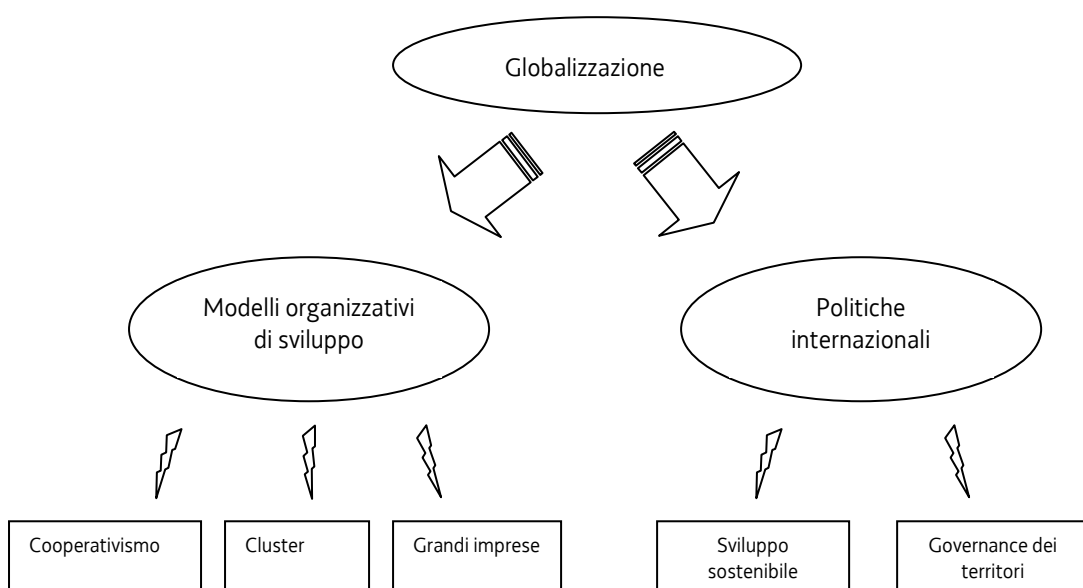 Globalizzazione
Modelli organizzativi
di sviluppo
Politiche
internazionali
Cooperativismo
Cluster
Grandi imprese
Sviluppo
sostenibile
Governance dei
territori